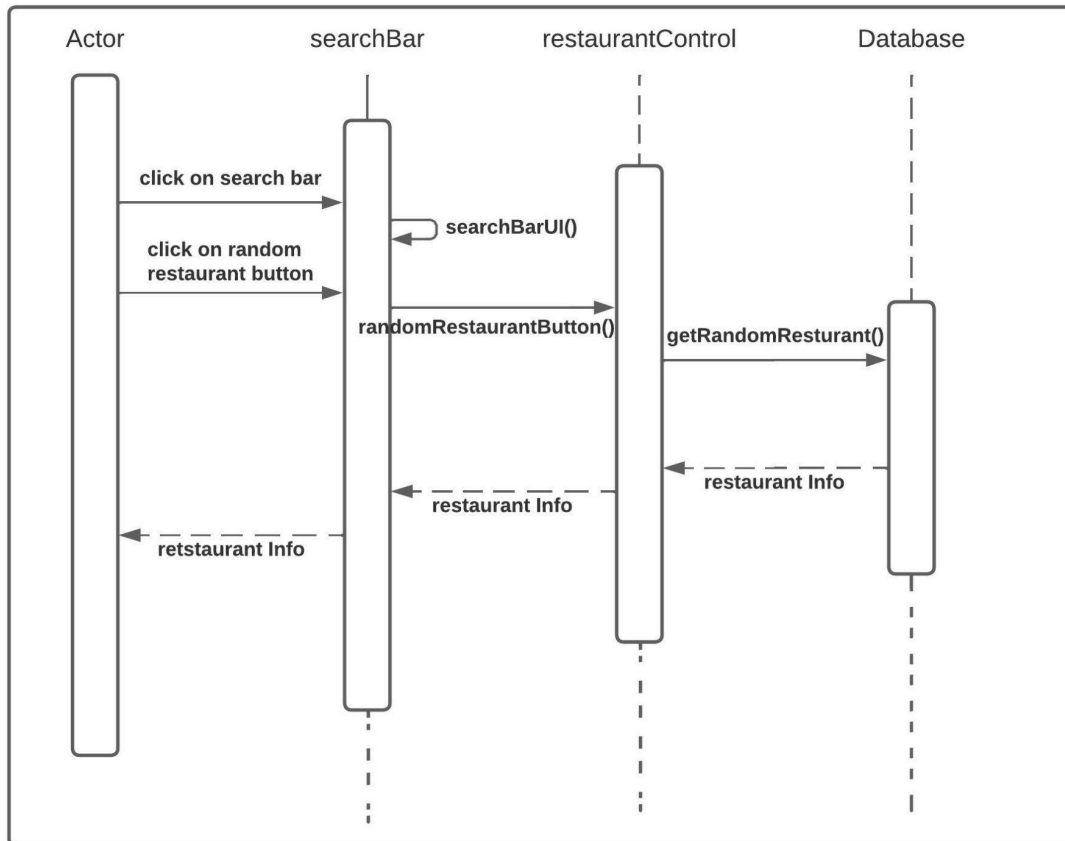 Actor
searchBar
restaurantControl
Database
click on search bar
searchBarUI()
click on random
restaurant button
randomRestaurantButton()
getRandomResturant()
restaurant Info
restaurant Info
retstaurant Info